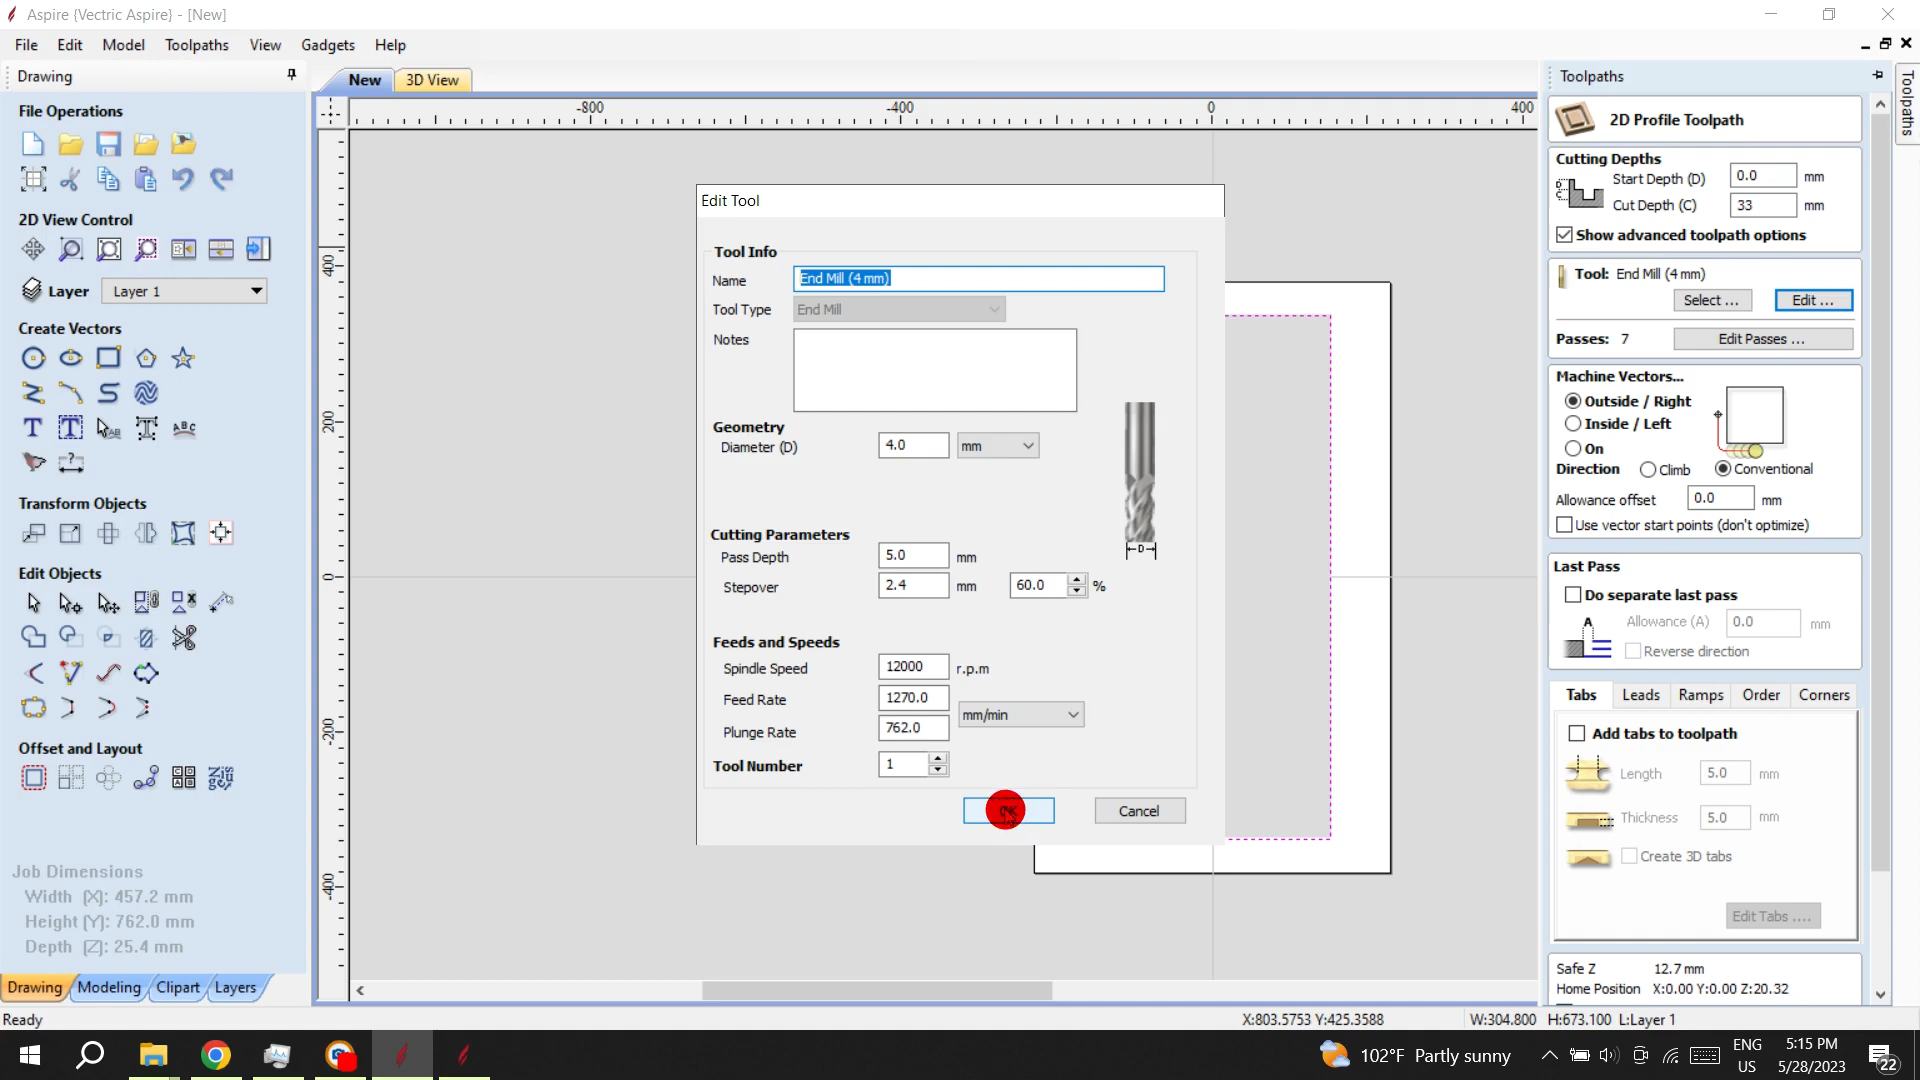 Aspire {Vectric Aspire} - [New]
File Edit Model Toolpaths View Gadgets Help
Drawing
File Operations
2D View Control
Layer Layer 1
Create Vectors
Transform Objects
Edit Objects
Offset and Layout
Job Dimensions
Width (X): 457.2 mm
Height (Y): 762.0 mm
Depth (Z): 25.4 mm
Drawing Modeling Clipart Layers
Ready
New 3D View
-800 -400 0 400
400
200
0
-200
-400
Edit Tool
Tool Info
Name End Mill (4 mm)
Tool Type End Mill
Notes
Geometry
Diameter (D) 4.0 mm
D
Cutting Parameters
Pass Depth 5.0 mm
Stepover 2.4 mm 60.0 %
Feeds and Speeds
Spindle Speed 12000 r.p.m
Feed Rate 1270.0
mm/min
Plunge Rate 762.0
Tool Number 1
Cancel
Toolpaths
Toolpaths
2D Profile Toolpath
Cutting Depths
Start Depth (D) 0.0 mm
Cut Depth (C) 33 mm
Show advanced toolpath options
Tool: End Mill (4 mm)
Select ... Edit ...
Passes: 7 Edit Passes ...
Machine Vectors...
Outside / Right
Inside / Left
On
Direction Climb Conventional
Allowance offset 0.0 mm
Use vector start points (don't optimize)
Last Pass
Do separate last pass
A Allowance (A) 0.0 mm
Reverse direction
Tabs Leads Ramps Order Corners
Add tabs to toolpath
Length 5.0 mm
Thickness 5.0 mm
Create 3D tabs
Edit Tabs ....
Safe Z 12.7 mm
Home Position X:0.00 Y:0.00 Z:20.32
X:803.5753 Y:425.3588 W:304.800 H:673.100 L:Layer 1
102°F Partly sunny
ENG
US
5:15 PM
5/28/2023
22